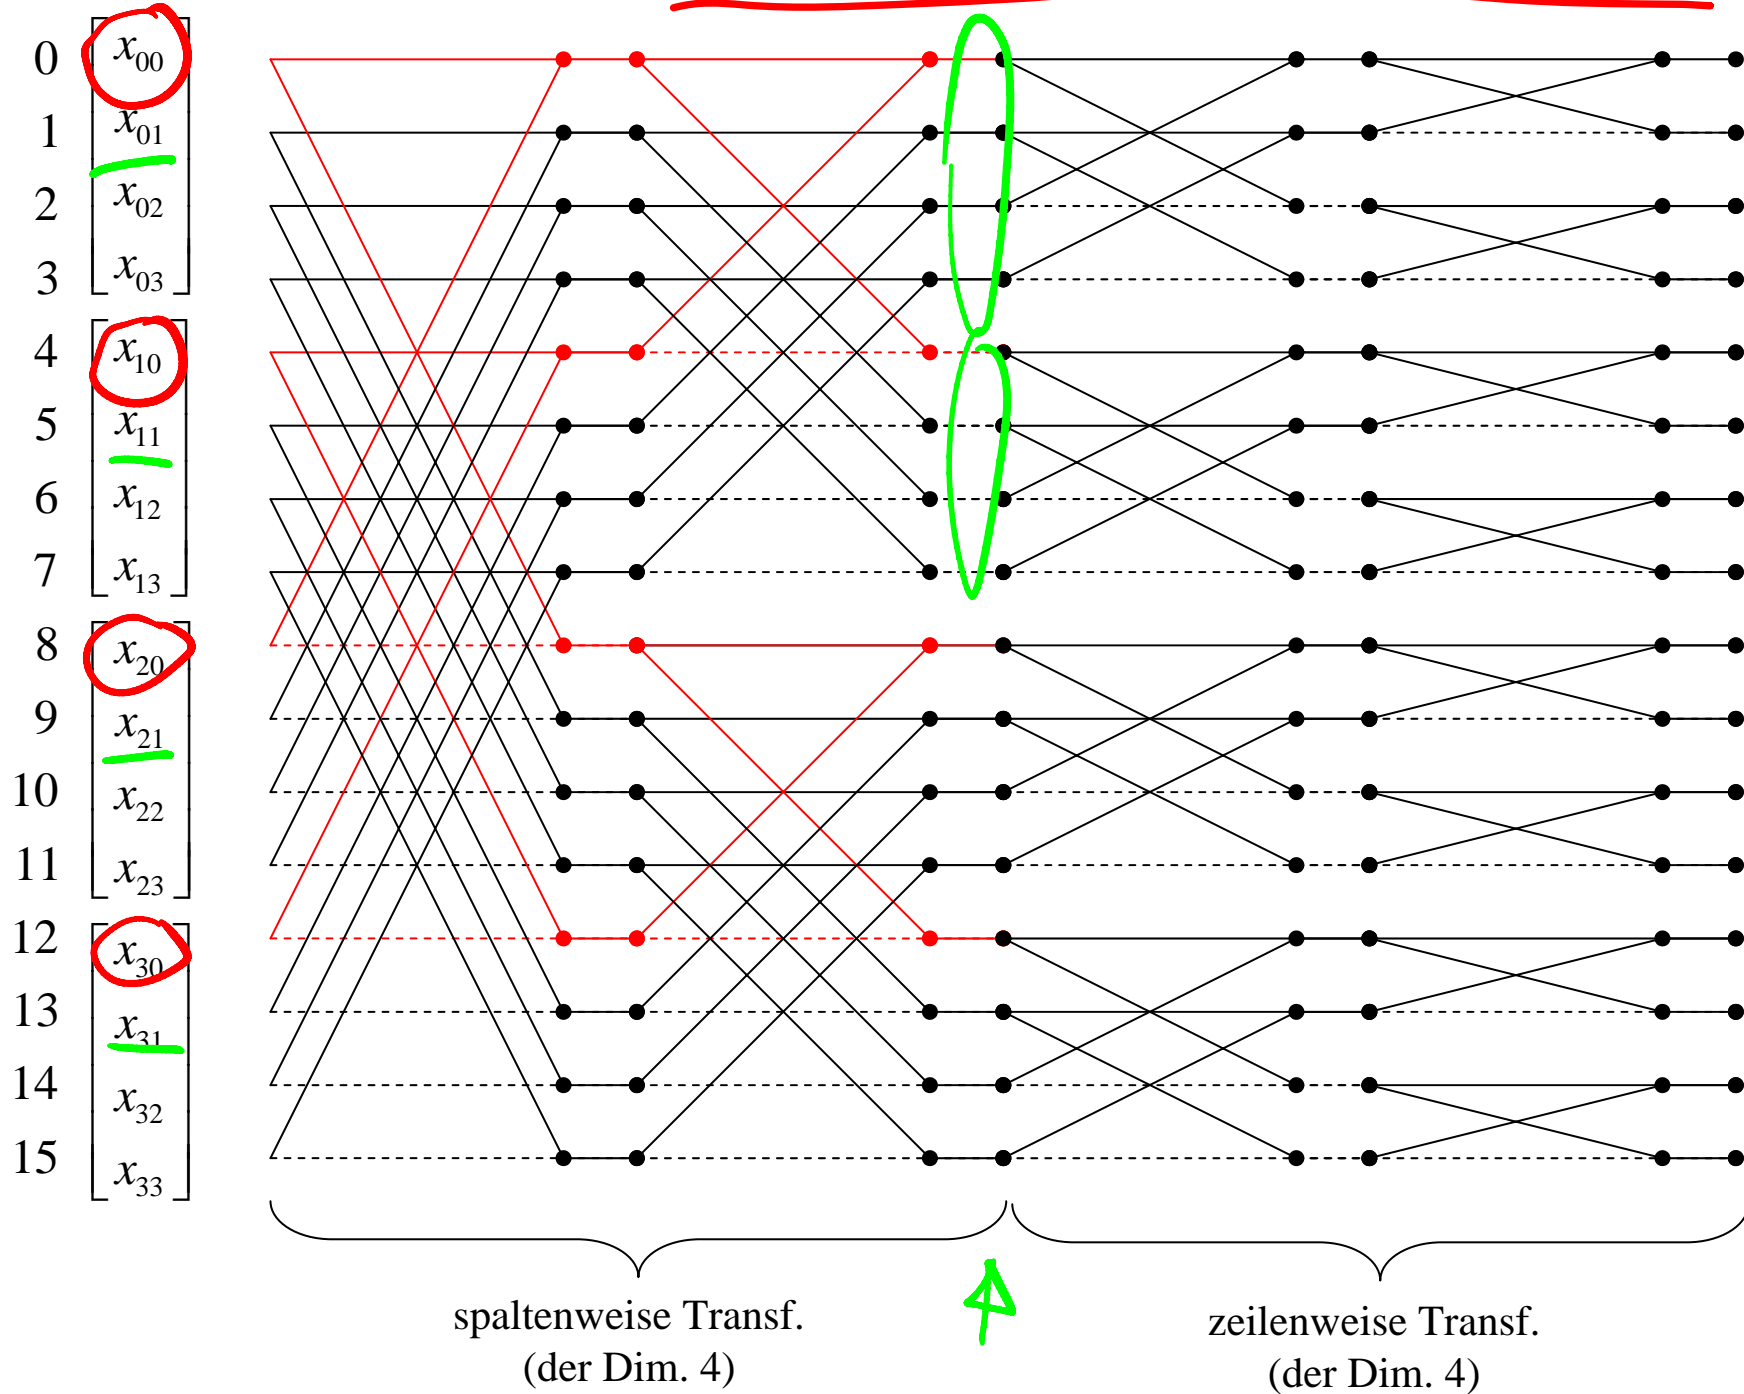 0 x₀₀
1 x₀₁
2 x₀₂
3 x₀₃
4 x₁₀
5 x₁₁
6 x₁₂
7 x₁₃
8 x₂₀
9 x₂₁
10 x₂₂
11 x₂₃
12 x₃₀
13 x₃₁
14 x₃₂
15 x₃₃
spaltenweise Transf.
(der Dim. 4)
zeilenweise Transf.
(der Dim. 4)